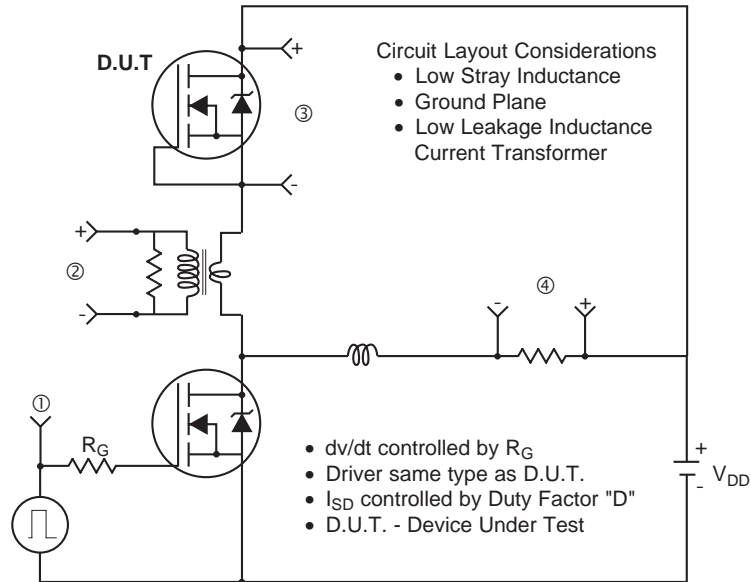 D.U.T
+
③
-
Circuit Layout Considerations
• Low Stray Inductance
• Ground Plane
• Low Leakage Inductance
Current Transformer
+
②
-
④
- +
①
R_G
• dv/dt controlled by R_G
• Driver same type as D.U.T.
• I_SD controlled by Duty Factor "D"
• D.U.T. - Device Under Test
+
-
V_DD